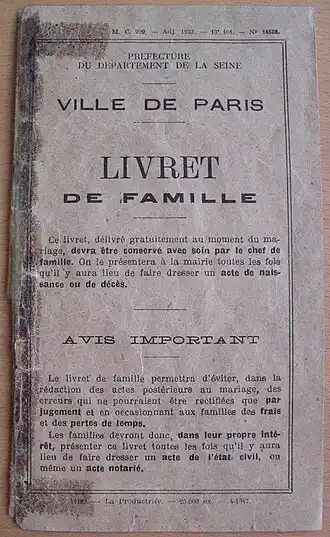 M. C. 209. — Adj 1933. — 13e lot. — No 14508.
PREFECTURE
DU DEPARTEMENT DE LA SEINE
VILLE DE PARIS
LIVRET
DE FAMILLE
Ce livret, délivré gratuitement au moment du ma-
riage, devra être conservé avec soin par le chef de
famille. On le présentera à la mairie toutes les fois
qu'il y aura lieu de faire dresser un acte de nais-
sance ou de décès.
AVIS IMPORTANT
Le livret de famille permettra d'éviter, dans la
rédaction des actes postérieurs au mariage, des
erreurs qui ne pourraient être rectifiées que par
jugement et en occasionnant aux familles des frais
et des pertes de temps.
Les familles devront donc, dans leur propre inté-
rêt, présenter ce livret toutes les fois qu'il y aura
lieu de faire dresser un acte de l'état civil, ou
même un acte notarié.
— La Productrice. — 25.000 ex. — 4-1947.